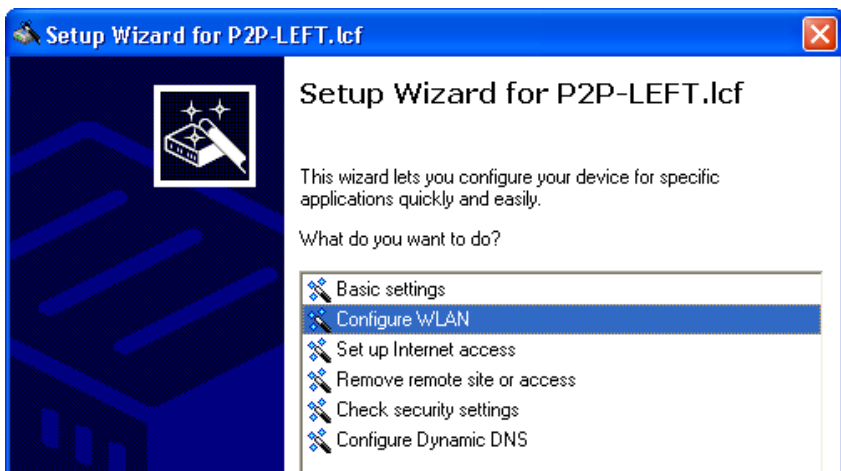 Setup Wizard for P2P-LEFT.lcf
Setup Wizard for P2P-LEFT.lcf
This wizard lets you configure your device for specific
applications quickly and easily.
What do you want to do?
Basic settings
Configure WLAN
Set up Internet access
Remove remote site or access
Check security settings
Configure Dynamic DNS